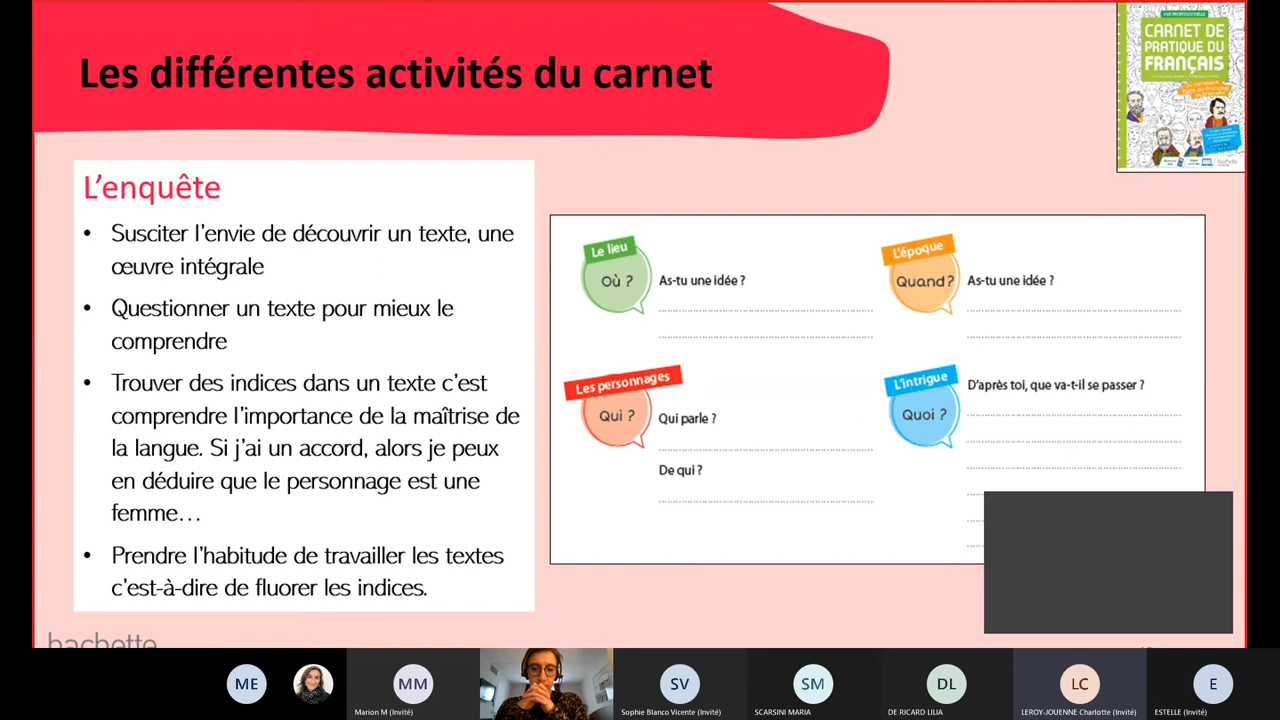 Les différentes activités du carnet
VOIE PROFESSIONNELLE
CARNET DE
PRATIQUE DU
FRANÇAIS
L'enquête
• Susciter l'envie de découvrir un texte, une
œuvre intégrale
• Questionner un texte pour mieux le
comprendre
• Trouver des indices dans un texte c'est
comprendre l'importance de la maîtrise de
la langue. Si j'ai un accord, alors je peux
en déduire que le personnage est une
femme…
• Prendre l'habitude de travailler les textes
c'est-à-dire de fluorer les indices.
Le lieu
Où ?
As-tu une idée ?
L'époque
Quand ?
As-tu une idée ?
Les personnages
Qui ?
Qui parle ?
De qui ?
L'intrigue
Quoi ?
D'après toi, que va-t-il se passer ?
hachette
ME
MM
Marion M (Invité)
SV
Sophie Blanco Vicente (Invité)
SM
SCARSINI MARIA
DL
DE RICARD LILIA
LC
LEROY-JOUENNE Charlotte (Invité)
E
ESTELLE (Invité)